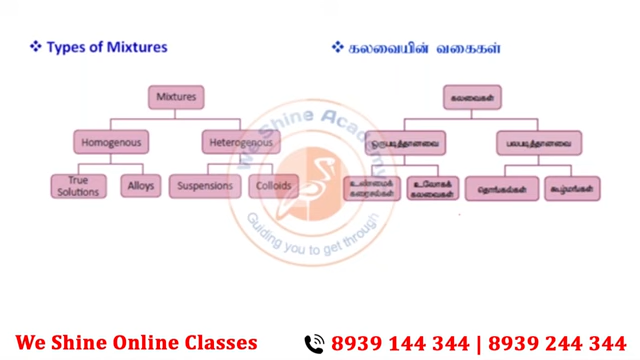 ❖ Types of Mixtures
❖ கலவையின் வகைகள்
Mixtures
Homogenous
Heterogenous
True
Solutions
Alloys
Suspensions
Colloids
கலவைகள்
ஒருபடித்தானவை
பலபடித்தானவை
உண்மைக்
கரைசல்கள்
உலோகக்
கலவைகள்
தொங்கல்கள்
கூழ்மங்கள்
We Shine Academy
Guiding you to get through
We Shine Online Classes
8939 144 344 | 8939 244 344